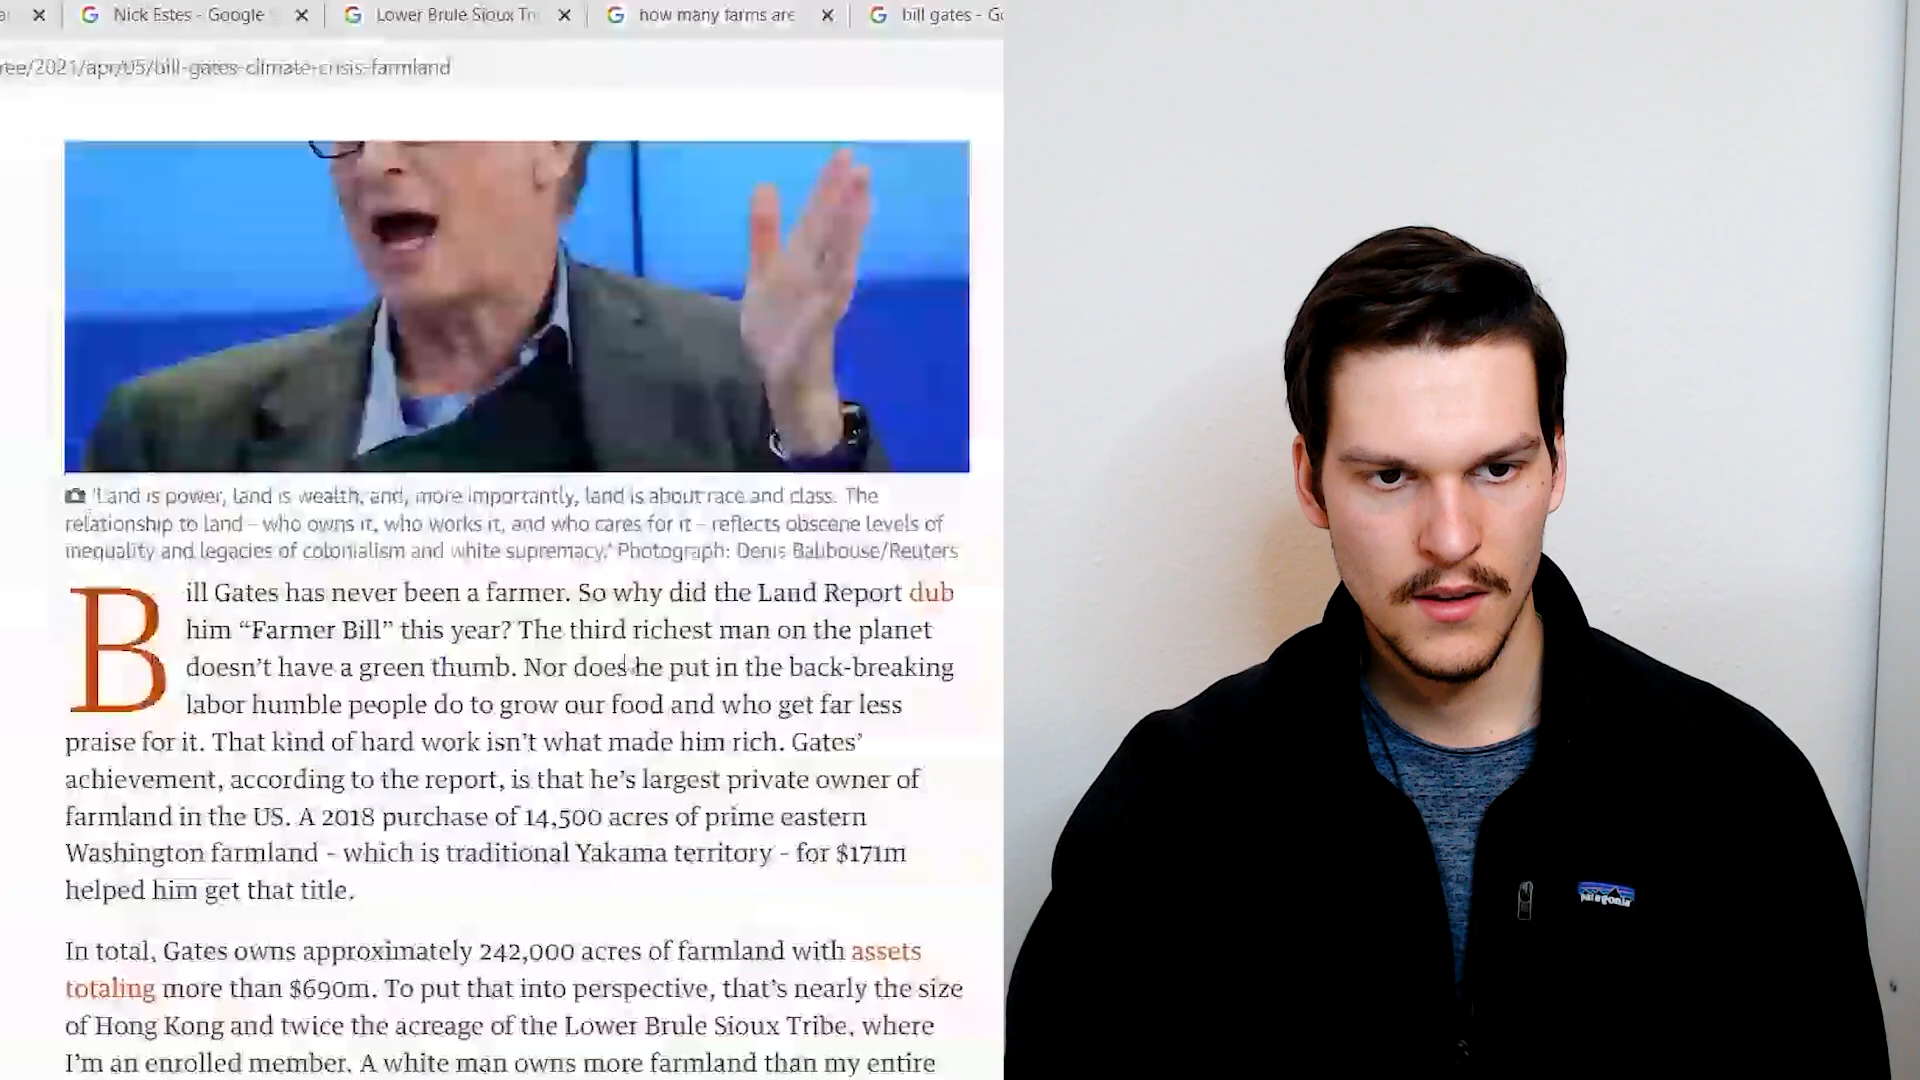 Nick Estes - Google
Lower Brule Sioux Tr
how many farms are
bill gates - Go
ree/2021/apr/05/bill-gates-climate-crisis-farmland
'Land is power, land is wealth, and, more importantly, land is about race and class. The
relationship to land – who owns it, who works it, and who cares for it – reflects obscene levels of
inequality and legacies of colonialism and white supremacy.' Photograph: Denis Balibouse/Reuters
Bill Gates has never been a farmer. So why did the Land Report dub
him “Farmer Bill” this year? The third richest man on the planet
doesn’t have a green thumb. Nor does he put in the back-breaking
labor humble people do to grow our food and who get far less
praise for it. That kind of hard work isn’t what made him rich. Gates’
achievement, according to the report, is that he’s largest private owner of
farmland in the US. A 2018 purchase of 14,500 acres of prime eastern
Washington farmland – which is traditional Yakama territory – for $171m
helped him get that title.
In total, Gates owns approximately 242,000 acres of farmland with assets
totaling more than $690m. To put that into perspective, that’s nearly the size
of Hong Kong and twice the acreage of the Lower Brule Sioux Tribe, where
I’m an enrolled member. A white man owns more farmland than my entire
patagonia